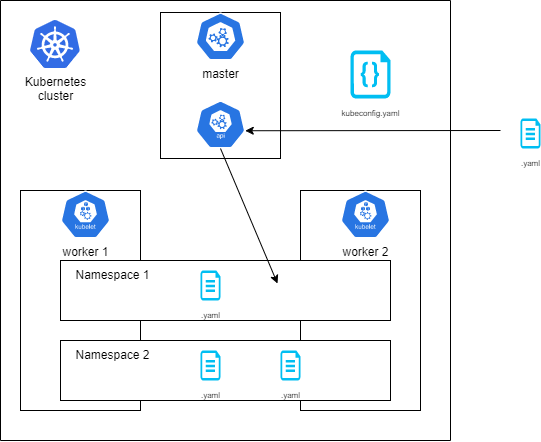 Kubernetes
cluster
master
api
kubeconfig.yaml
.yaml
kubelet
worker 1
kubelet
worker 2
Namespace 1
.yaml
Namespace 2
.yaml
.yaml